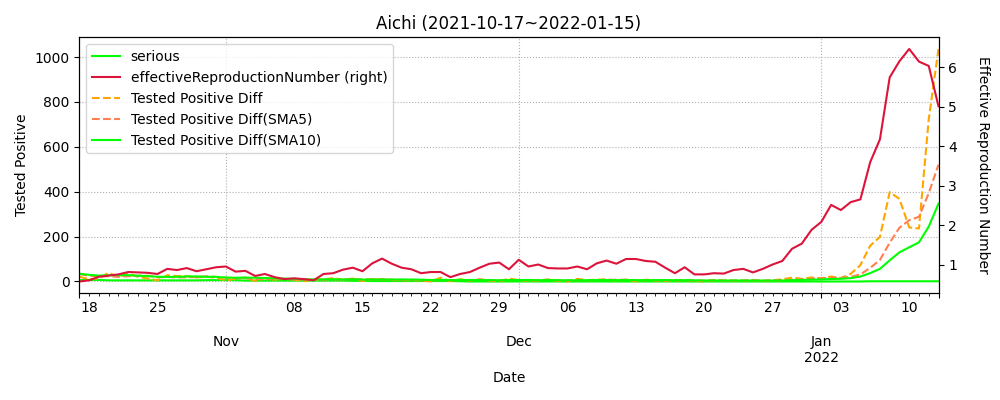 Aichi (2021-10-17~2022-01-15)
serious
effectiveReproductionNumber (right)
Tested Positive Diff
Tested Positive Diff(SMA5)
Tested Positive Diff(SMA10)
Tested Positive
1000
800
600
400
200
0
Effective Reproduction Number
6
5
4
3
2
1
18 25 08 15 22 29 06 13 20 27 03 10
Nov Dec Jan
2022
Date